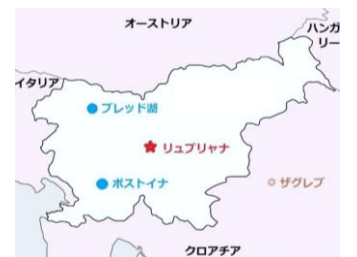 オーストリア
ハンガ
リー
イタリア
ブレッド湖
リュブリャナ
ポストイナ
ザグレブ
クロアチア